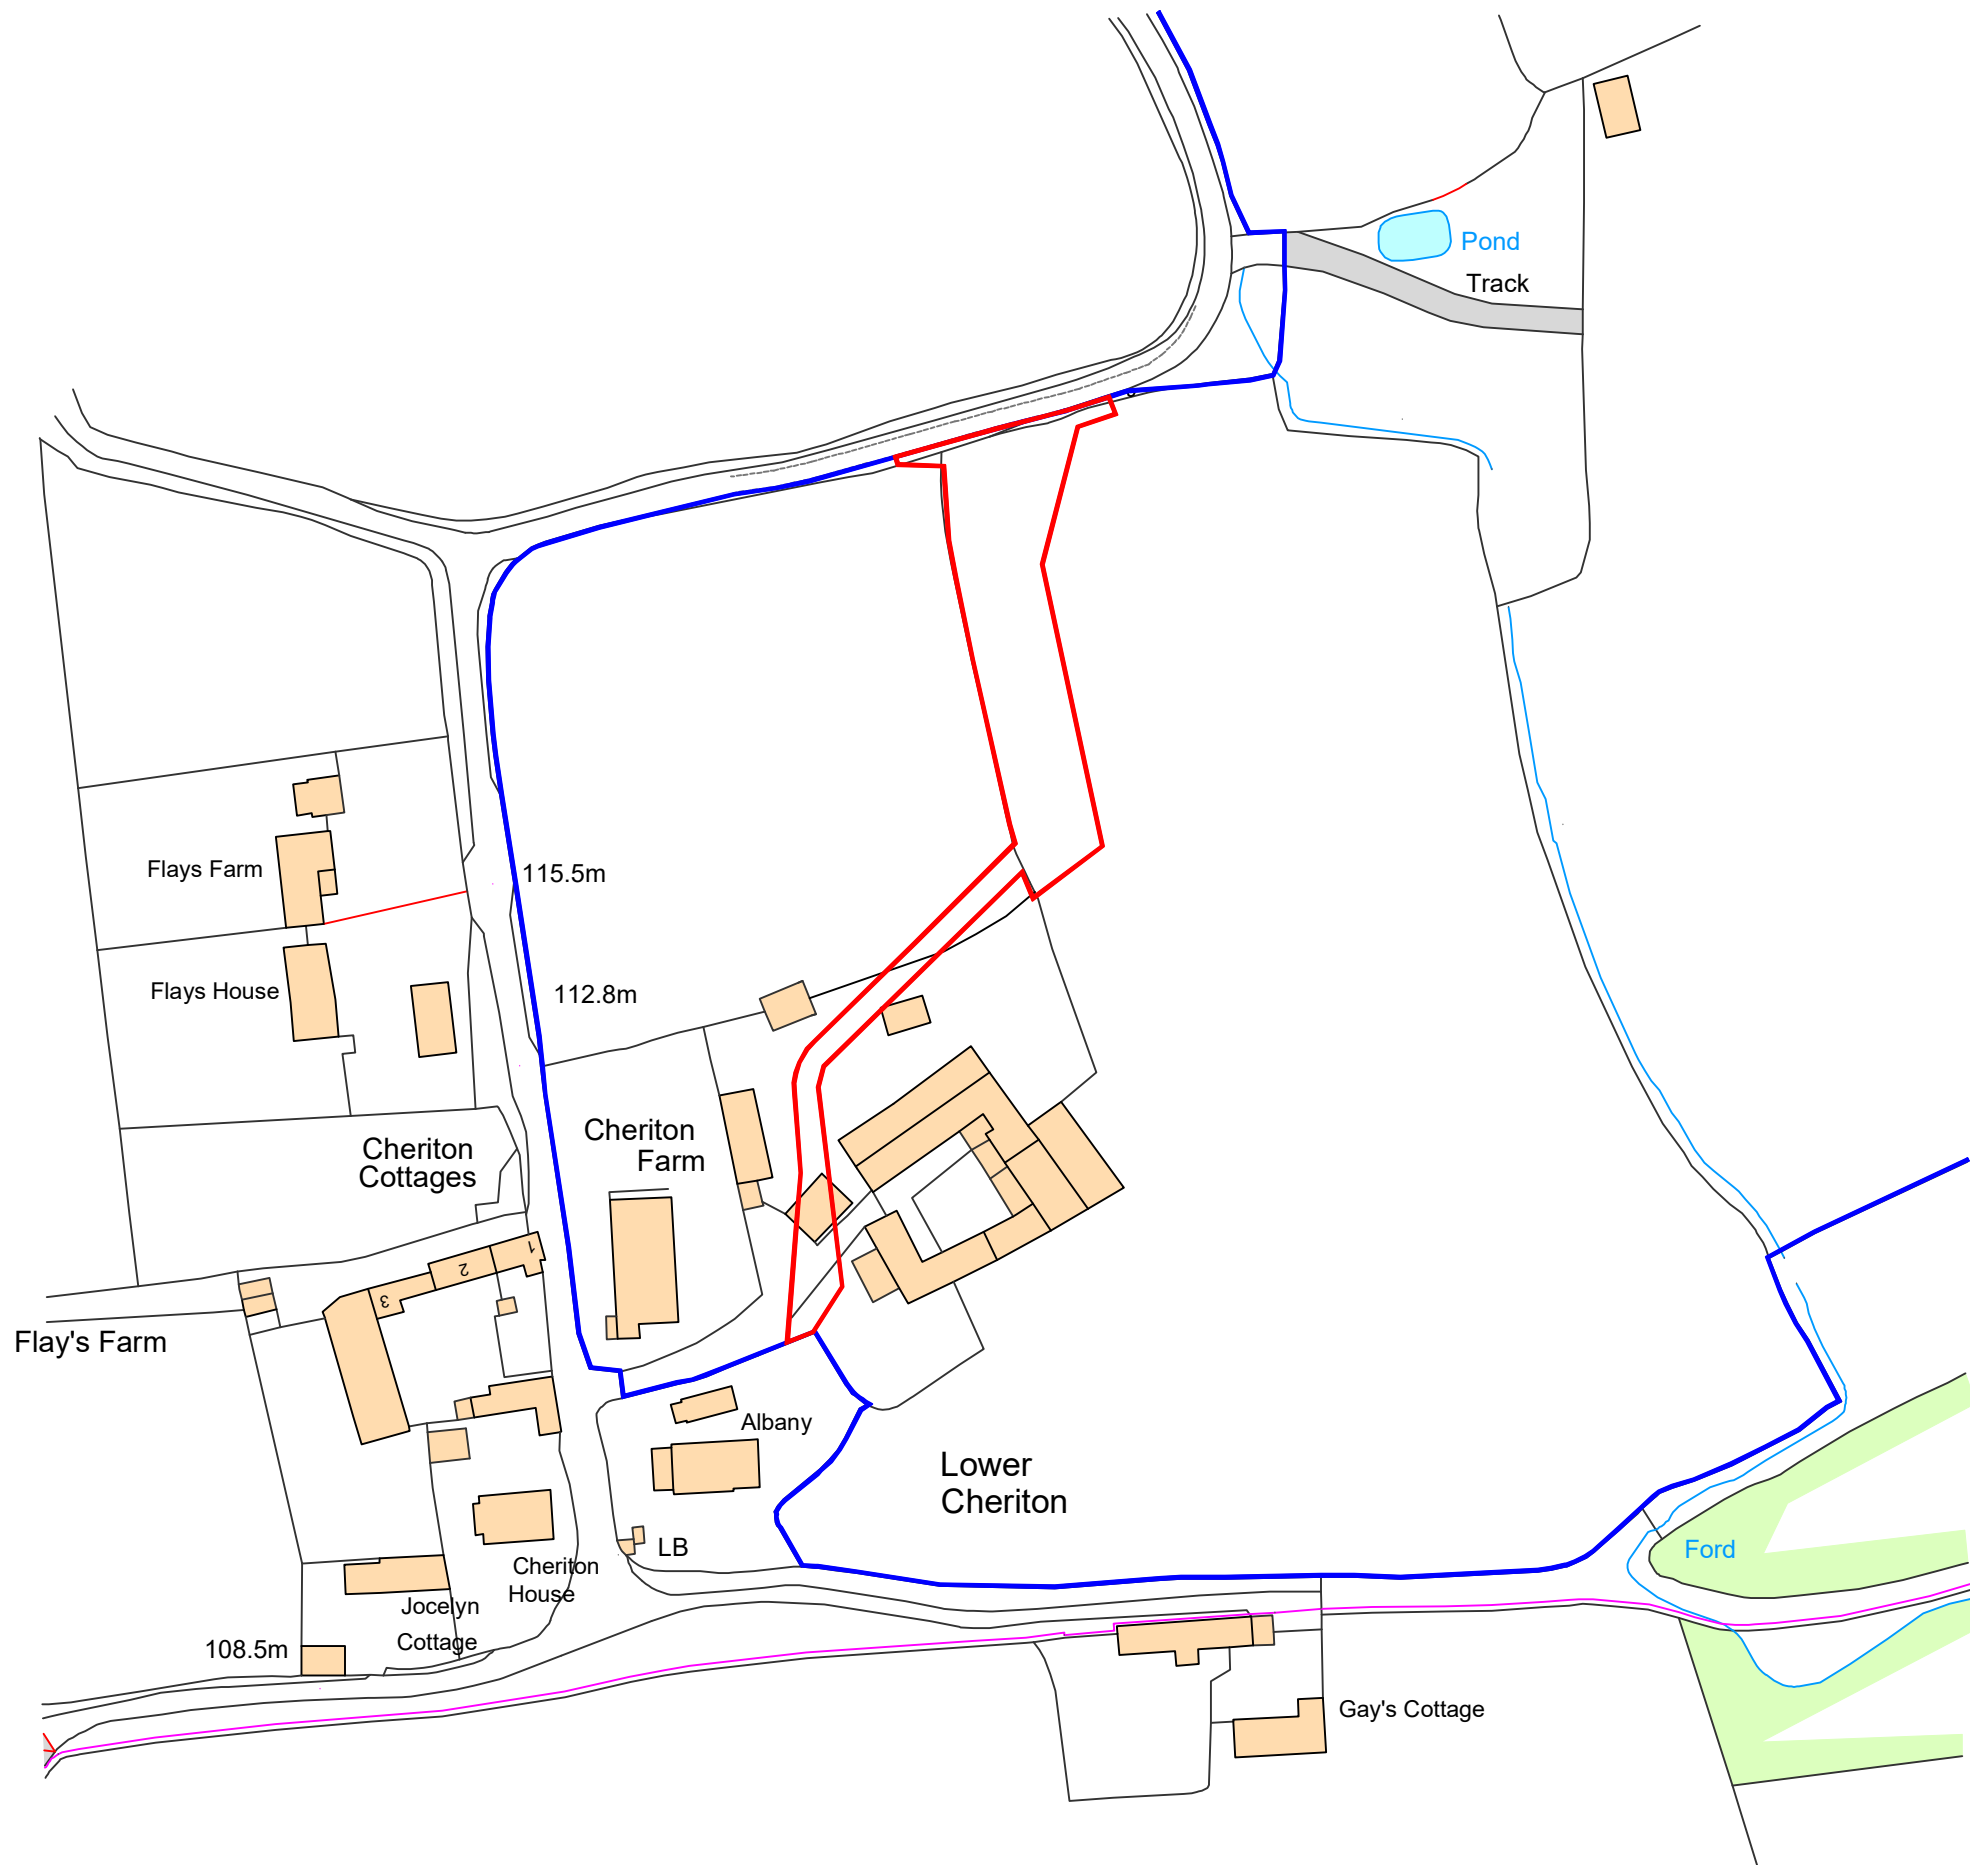 Pond
Track
Flays Farm
115.5m
Flays House
112.8m
Cheriton
Farm
Cheriton
Cottages
1
2
3
Flay's Farm
Albany
Lower
Cheriton
LB
Ford
Cheriton
House
Jocelyn
Cottage
108.5m
Gay's Cottage